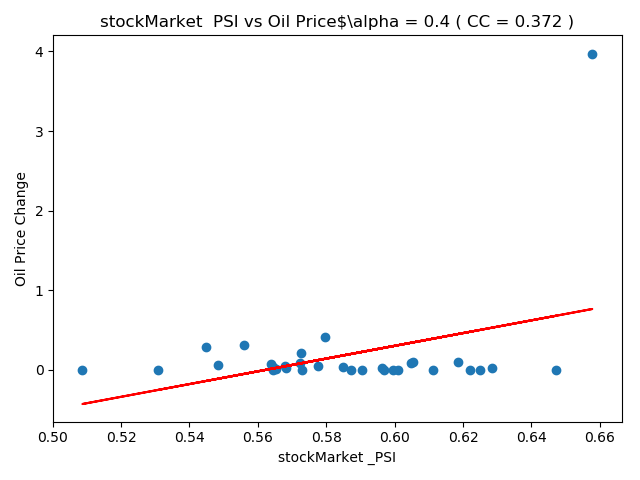 stockMarket  PSI vs Oil Price$\alpha = 0.4 ( CC = 0.372 )
Oil Price Change
4
3
2
1
0
0.50 0.52 0.54 0.56 0.58 0.60 0.62 0.64 0.66
stockMarket _PSI